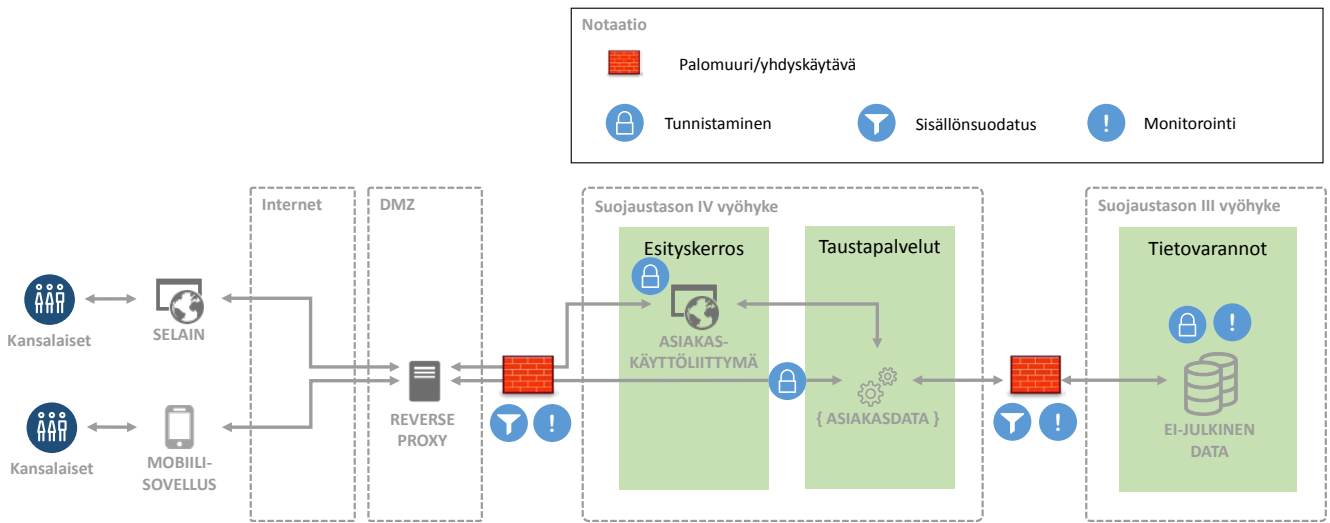 Notaatio
Palomuuri/yhdyskäytävä
Tunnistaminen
Sisällönsuodatus
Monitorointi
Internet
DMZ
Suojaustason IV vyöhyke
Suojaustason III vyöhyke
Esityskerros
Taustapalvelut
Tietovarannot
Kansalaiset
SELAIN
ASIAKAS-
KÄYTTÖLIITTYMÄ
REVERSE
PROXY
{ ASIAKASDATA }
EI-JULKINEN
DATA
Kansalaiset
MOBIILI-
SOVELLUS